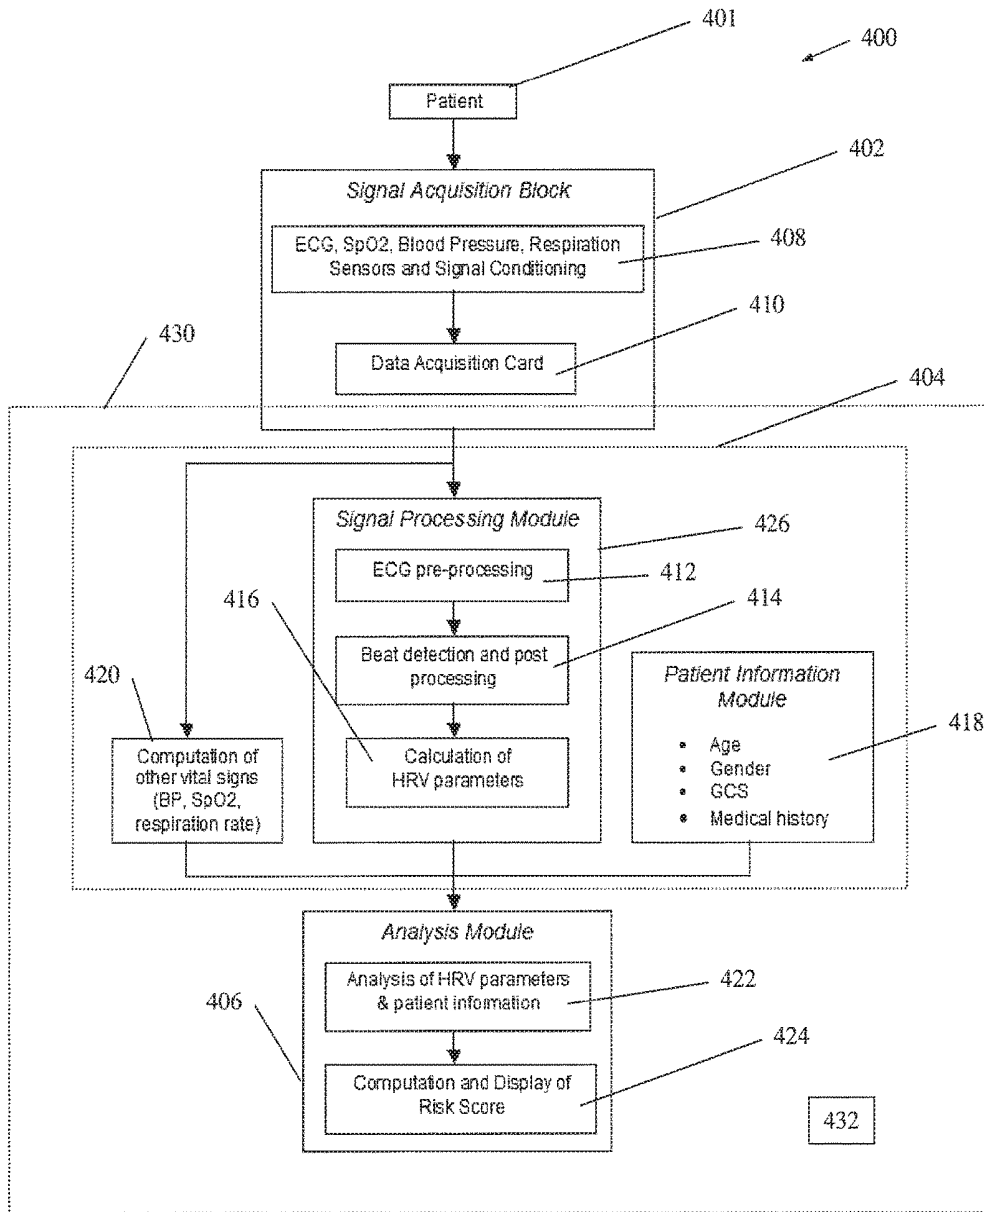 401
400
Patient
402
Signal Acquisition Block
ECG, SpO2, Blood Pressure, Respiration
Sensors and Signal Conditioning
408
410
430
Data Acquisition Card
404
Signal Processing Module
426
ECG pre-processing
412
416
414
Beat detection and post
processing
Patient Information
Module
420
418
Computation of
other vital signs
(BP, SpO2,
respiration rate)
Calculation of
HRV parameters
• Age
• Gender
• GCS
• Medical history
Analysis Module
Analysis of HRV parameters
& patient information
422
406
424
Computation and Display of
Risk Score
432